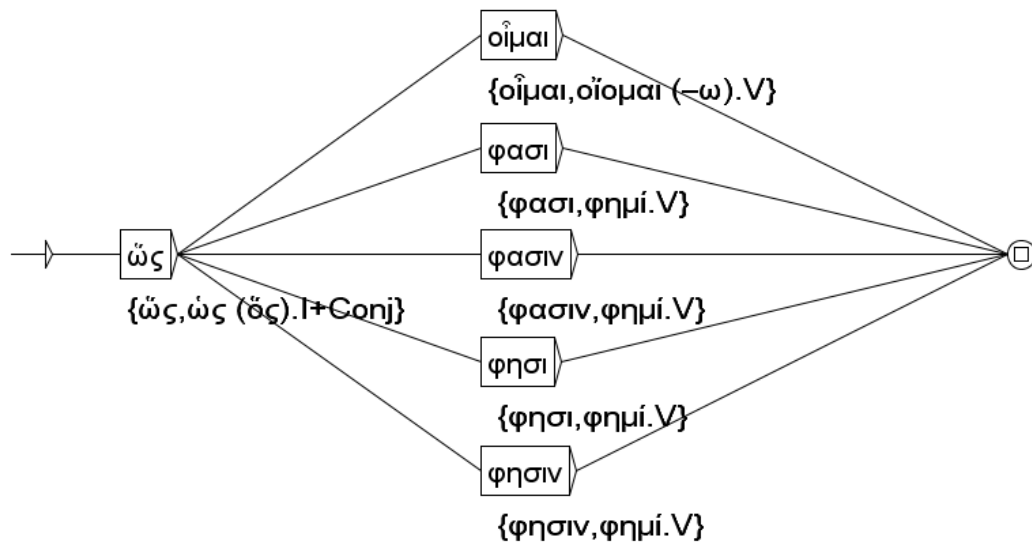 οἶμαι
{οἶμαι,οἴομαι (–ω).V}
φασι
{φασι,φημί.V}
ὥς
{ὥς,ὡς (ὅς).I+Conj}
φασιν
{φασιν,φημί.V}
φησι
{φησι,φημί.V}
φησιν
{φησιν,φημί.V}